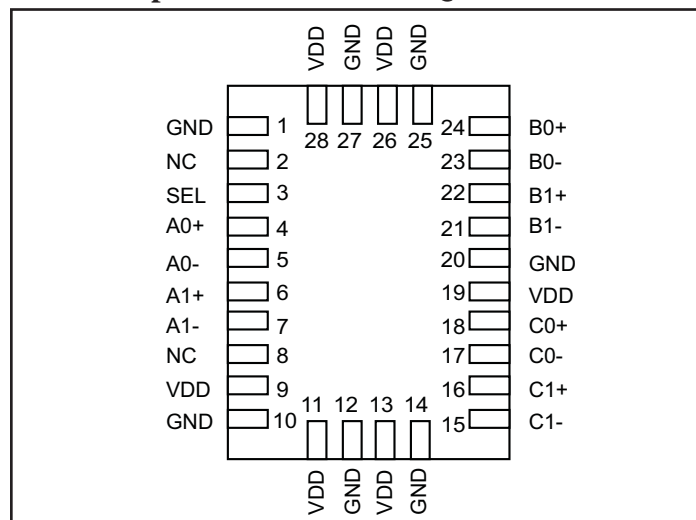 VDD GND VDD GND
28 27 26 25
GND 1 24 B0+
NC 2 23 B0-
SEL 3 22 B1+
A0+ 4 21 B1-
A0- 5 20 GND
A1+ 6 19 VDD
A1- 7 18 C0+
NC 8 17 C0-
VDD 9 16 C1+
GND 10 15 C1-
11 12 13 14
VDD GND VDD GND